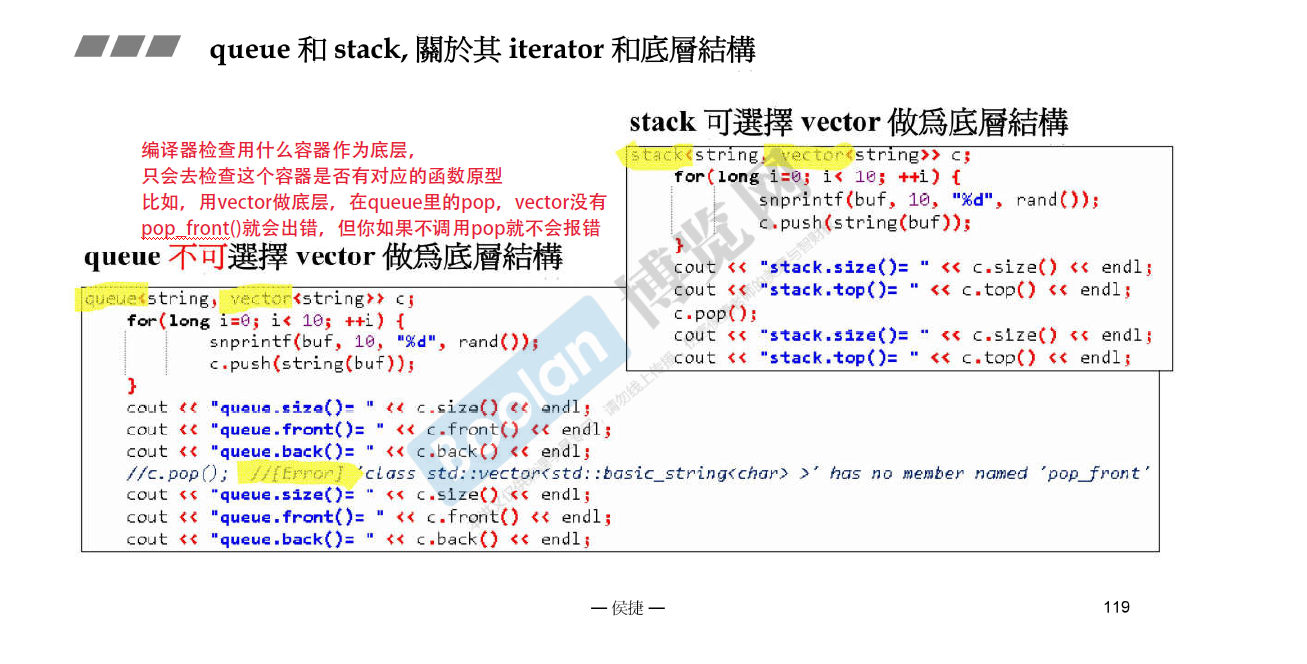 queue 和 stack, 關於其 iterator 和底層結構
stack 可選擇 vector 做爲底層結構
stack<string, vector<string>> c;
for(long i=0; i< 10; ++i) {
snprintf(buf, 10, "%d", rand());
c.push(string(buf));
}
cout << "stack.size()= " << c.size() << endl;
cout << "stack.top()= " << c.top() << endl;
c.pop();
cout << "stack.size()= " << c.size() << endl;
cout << "stack.top()= " << c.top() << endl;
编译器检查用什么容器作为底层，
只会去检查这个容器是否有对应的函数原型
比如，用vector做底层，在queue里的pop，vector没有
pop_front()就会出错，但你如果不调用pop就不会报错
queue 不可選擇 vector 做爲底層結構
queue<string, vector<string>> c;
for(long i=0; i< 10; ++i) {
snprintf(buf, 10, "%d", rand());
c.push(string(buf));
}
cout << "queue.size()= " << c.size() << endl;
cout << "queue.front()= " << c.front() << endl;
cout << "queue.back()= " << c.back() << endl;
//c.pop(); //[Error] 'class std::vector<std::basic_string<char> >' has no member named 'pop_front'
cout << "queue.size()= " << c.size() << endl;
cout << "queue.front()= " << c.front() << endl;
cout << "queue.back()= " << c.back() << endl;
Boolan 博览网
— 侯捷 —
119